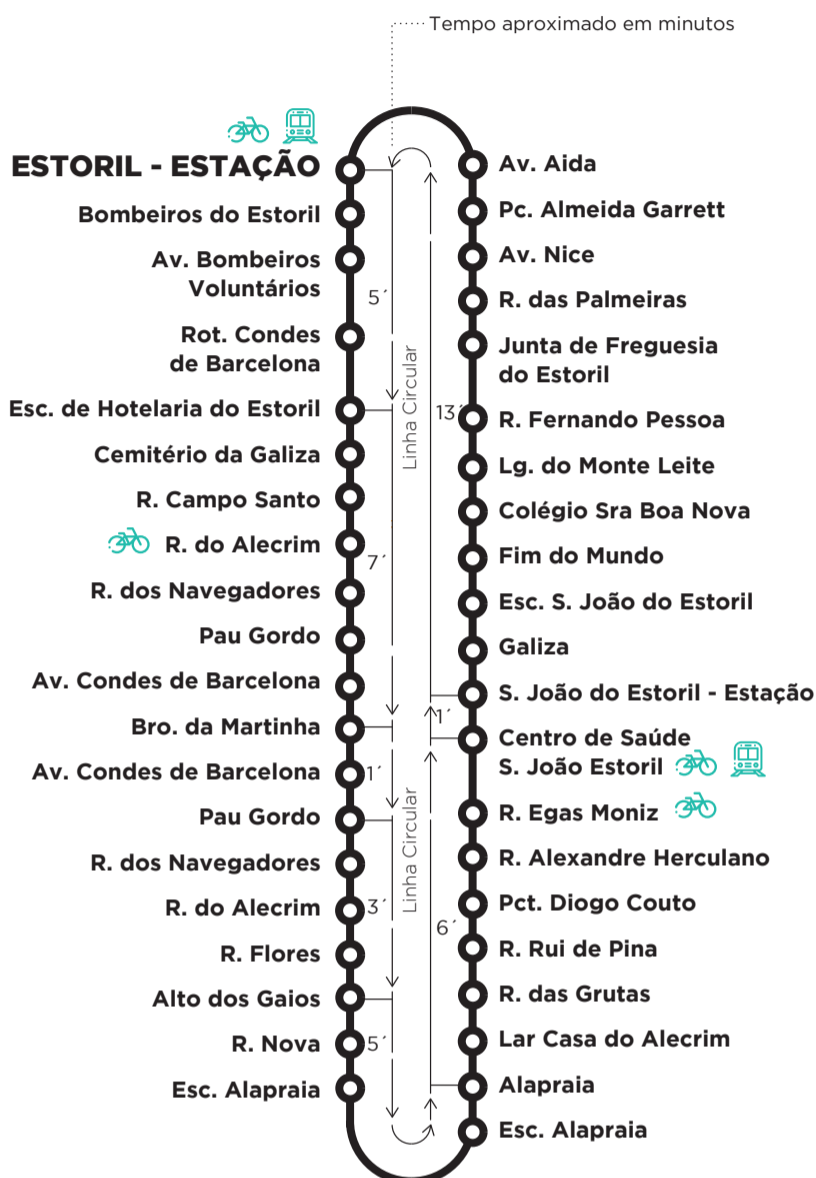 Tempo aproximado em minutos
ESTORIL - ESTAÇÃO
Bombeiros do Estoril
Av. Bombeiros
Voluntários
5´
Rot. Condes
de Barcelona
Esc. de Hotelaria do Estoril
Cemitério da Galiza
R. Campo Santo
R. do Alecrim
7´
R. dos Navegadores
Pau Gordo
Av. Condes de Barcelona
Bro. da Martinha
Av. Condes de Barcelona
1´
Pau Gordo
R. dos Navegadores
R. do Alecrim
3´
R. Flores
Alto dos Gaios
R. Nova
5´
Esc. Alapraia
Linha Circular
Linha Circular
Av. Aida
Pc. Almeida Garrett
Av. Nice
R. das Palmeiras
Junta de Freguesia
do Estoril
13´
R. Fernando Pessoa
Lg. do Monte Leite
Colégio Sra Boa Nova
Fim do Mundo
Esc. S. João do Estoril
Galiza
S. João do Estoril - Estação
1´
Centro de Saúde
S. João Estoril
R. Egas Moniz
R. Alexandre Herculano
Pct. Diogo Couto
6´
R. Rui de Pina
R. das Grutas
Lar Casa do Alecrim
Alapraia
Esc. Alapraia